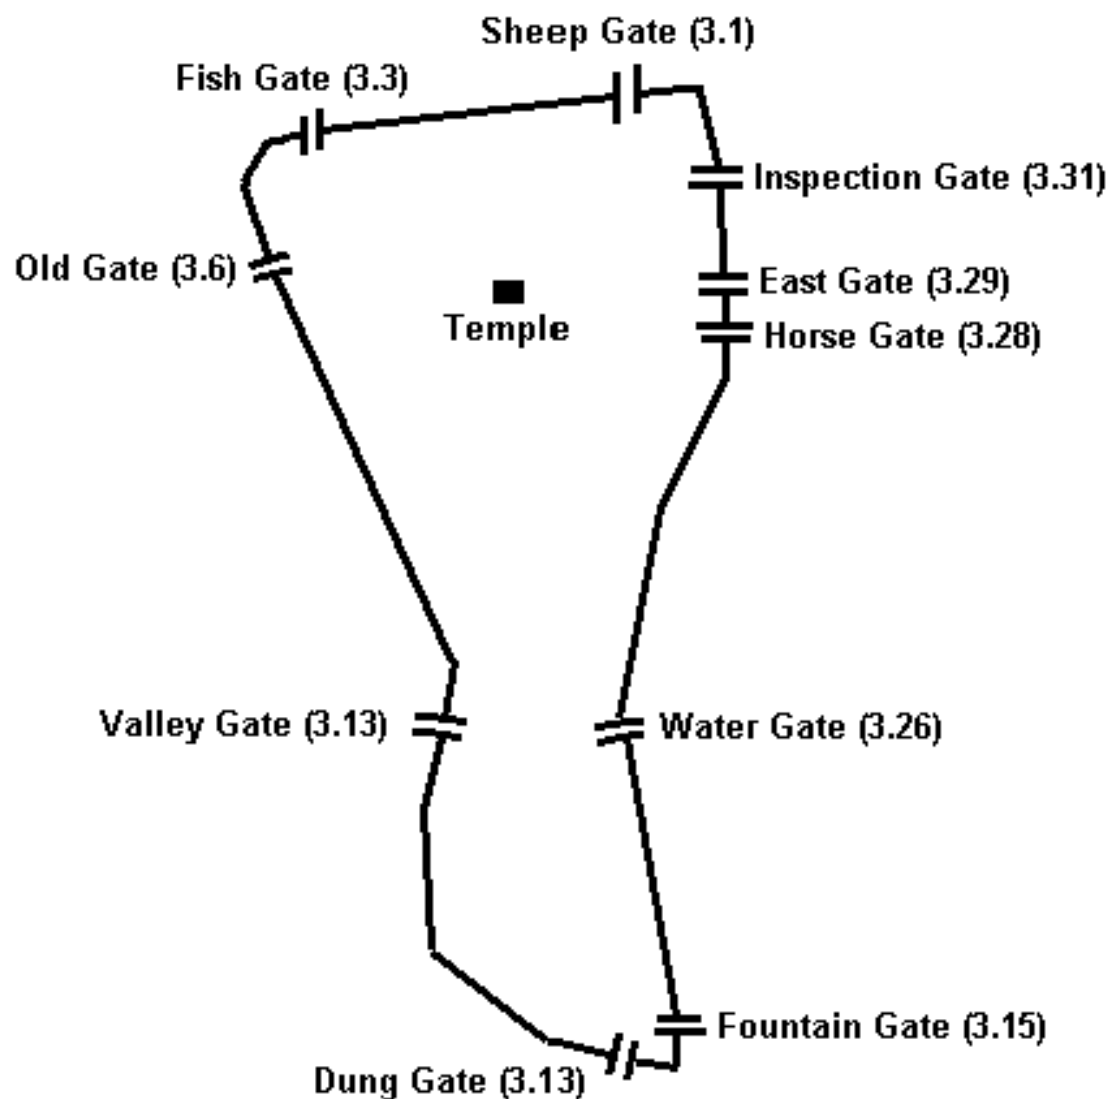 Sheep Gate (3.1)
Fish Gate (3.3)
Inspection Gate (3.31)
Old Gate (3.6)
East Gate (3.29)
Temple
Horse Gate (3.28)
Valley Gate (3.13)
Water Gate (3.26)
Fountain Gate (3.15)
Dung Gate (3.13)